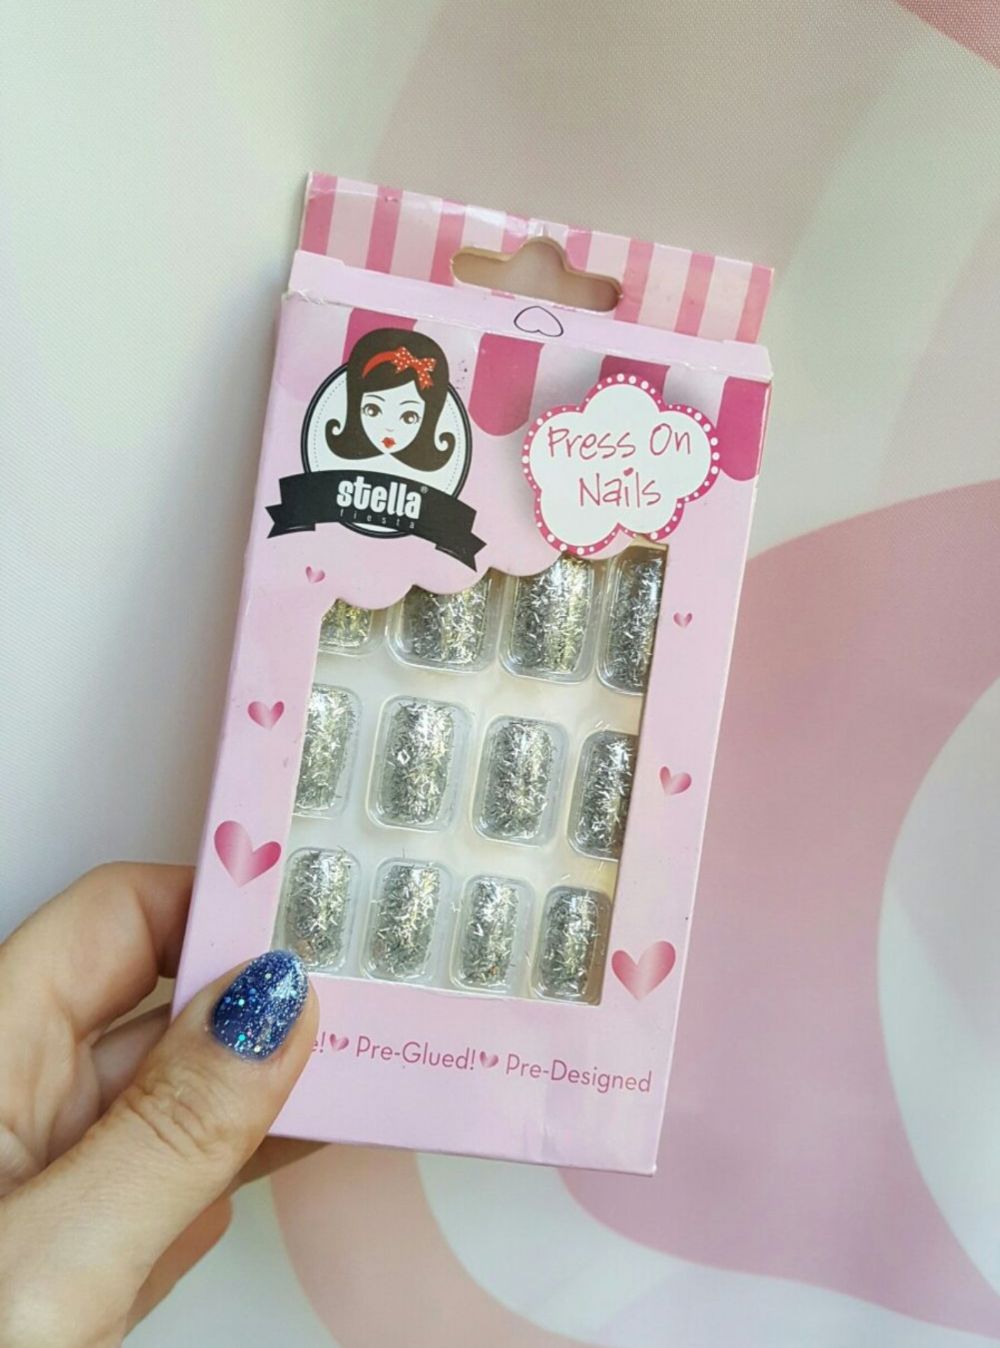 stella®
fiesta
Press On
Nails
e! Pre-Glued! Pre-Designed